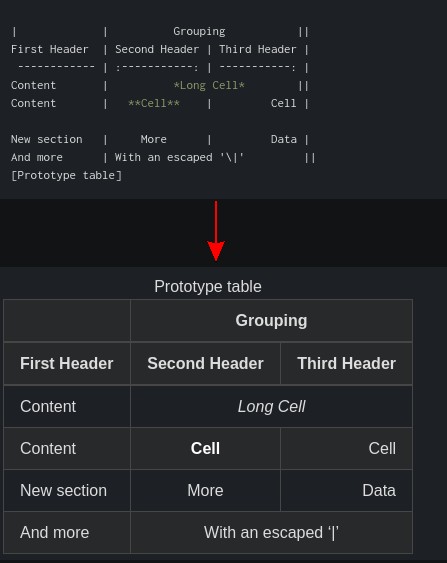 |             |          Grouping           ||
First Header  | Second Header | Third Header |
 ------------ | :-----------: | -----------: |
Content       |          *Long Cell*        ||
Content       |   **Cell**    |         Cell |
New section   |     More      |         Data |
And more      | With an escaped '\|'         ||
[Prototype table]
Prototype table
Grouping
First Header Second Header Third Header
Content Long Cell
Content Cell Cell
New section More Data
And more With an escaped ‘|’